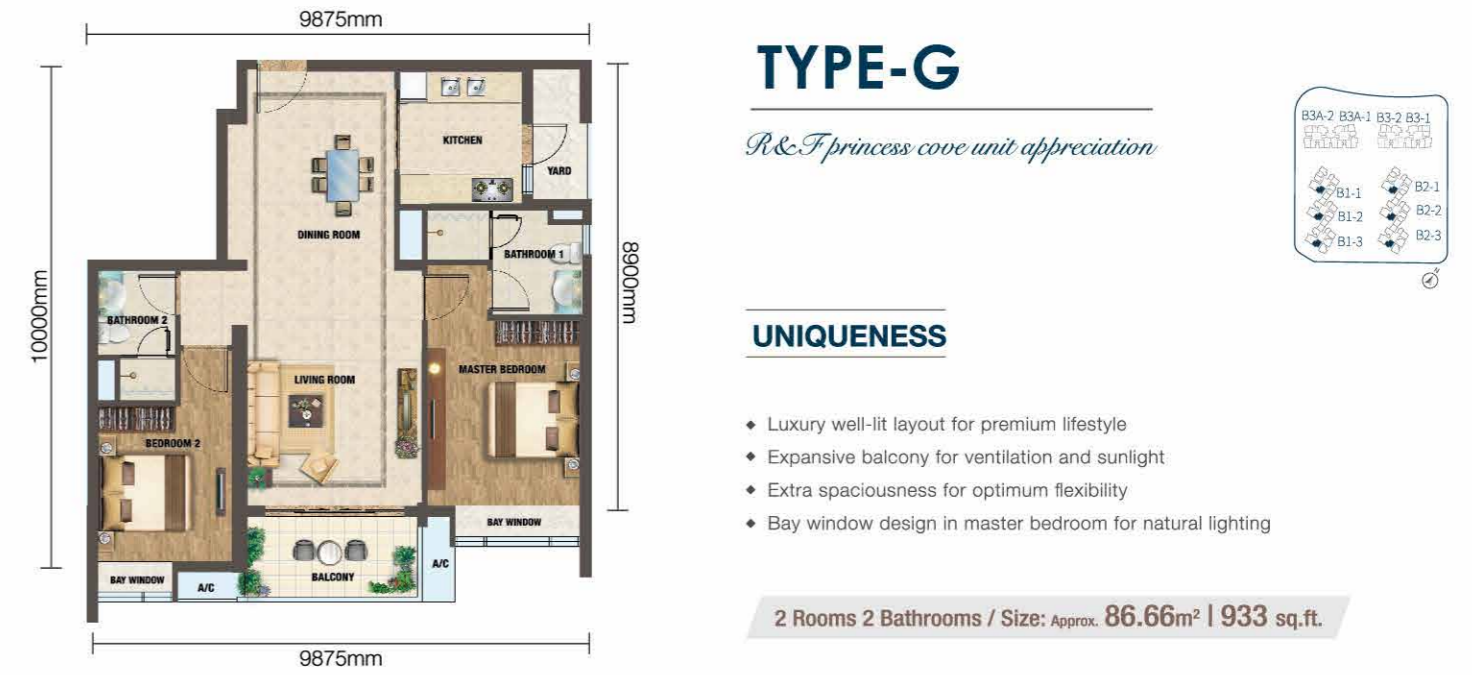 9875mm
10000mm
8900mm
KITCHEN
YARD
DINING ROOM
BATHROOM 1
BATHROOM 2
LIVING ROOM
MASTER BEDROOM
BEDROOM 2
BAY WINDOW
BAY WINDOW
A/C
A/C
BALCONY
9875mm
TYPE-G
R&F princess cove unit appreciation
B3A-2 B3A-1 B3-2 B3-1
B1-1 B2-1
B1-2 B2-2
B1-3 B2-3
N
UNIQUENESS
◆ Luxury well-lit layout for premium lifestyle
◆ Expansive balcony for ventilation and sunlight
◆ Extra spaciousness for optimum flexibility
◆ Bay window design in master bedroom for natural lighting
2 Rooms 2 Bathrooms / Size: Approx. 86.66m² | 933 sq.ft.